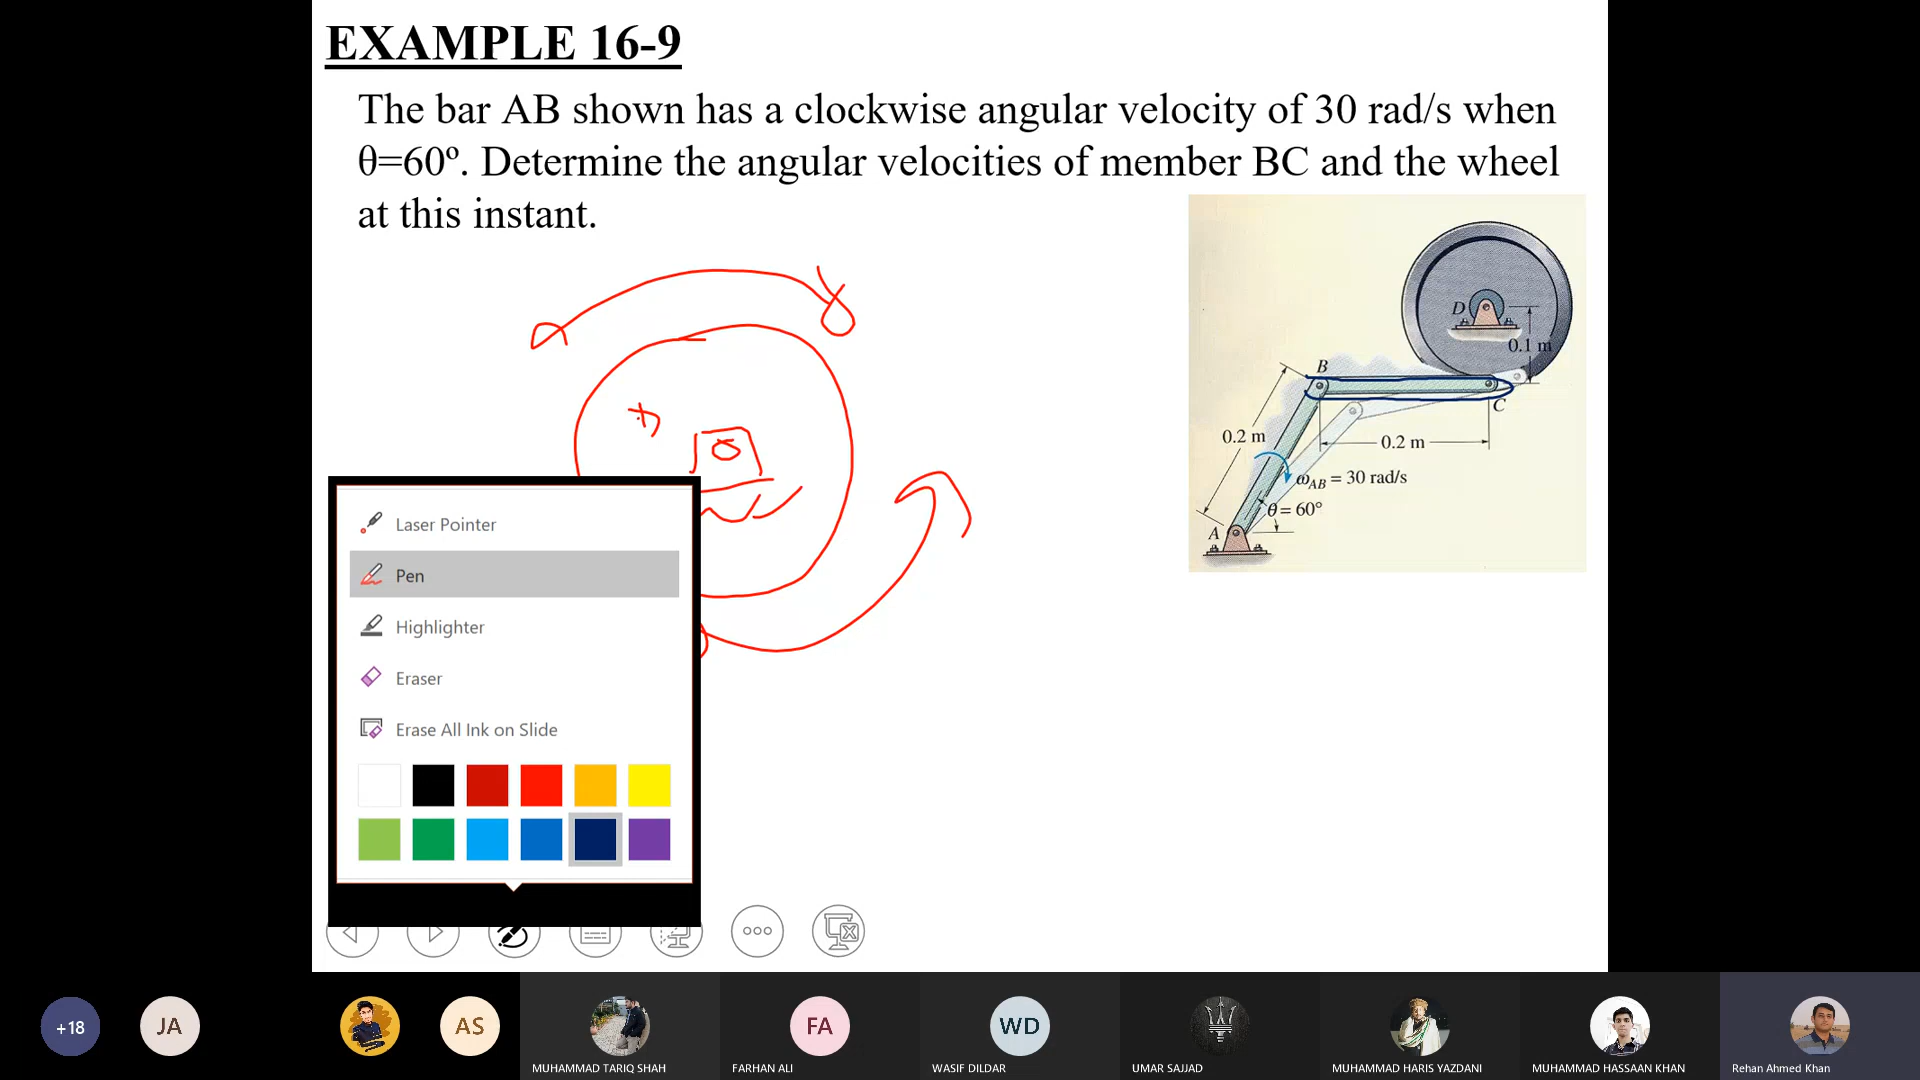 EXAMPLE 16-9
The bar AB shown has a clockwise angular velocity of 30 rad/s when
θ=60º. Determine the angular velocities of member BC and the wheel
at this instant.
D
0.1 m
B
C
0.2 m
0.2 m
ωAB = 30 rad/s
θ = 60°
A
Laser Pointer
Pen
Highlighter
Eraser
Erase All Ink on Slide
+18
JA
AS
FA
WD
MUHAMMAD TARIQ SHAH
FARHAN ALI
WASIF DILDAR
UMAR SAJJAD
MUHAMMAD HARIS YAZDANI
MUHAMMAD HASSAAN KHAN
Rehan Ahmed Khan